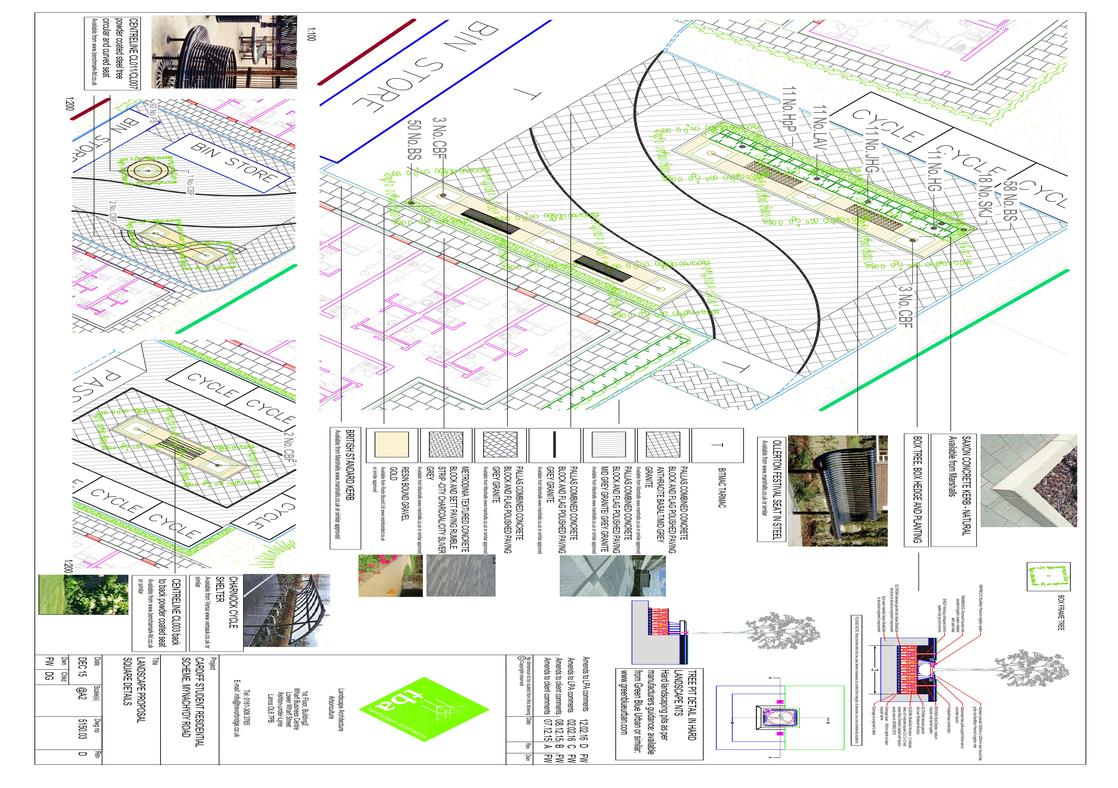 CYCLE
CYCLE
CYCL
58 No.BS
18 No.SKJ
11 No.HG
3 No.CBF
11 No.JHG
11 No.LAV
11 No.HpP
T
T
BIN STORE
3 No.CBF
50 No.BS
1:100
SAXON CONCRETE KERB - NATURAL
Available from Marshalls
BOX TREE, BOX HEDGE AND PLANTING
OLLERTON FESTIVAL SEAT IN STEEL
Available from www.marshalls.co.uk or similar
T
BITMAC TARMAC
PALLAS COMBINED CONCRETE
BLOCK AND FLAG POLISHED PAVING
ANTHRACITE BASALT/MID GREY
GRANITE
Available from Marshalls www.marshalls.co.uk or similar approved
PALLAS COMBINED CONCRETE
BLOCK AND FLAG POLISHED PAVING
MID GREY GRANITE/ GREY GRANITE
Available from Marshalls www.marshalls.co.uk or similar approved
PALLAS COMBINED CONCRETE
BLOCK AND FLAG POLISHED PAVING
GREY GRANITE
Available from Marshalls www.marshalls.co.uk or similar approved
PALLAS COMBINED CONCRETE
BLOCK AND FLAG POLISHED PAVING
GREY GRANITE
Available from Marshalls www.marshalls.co.uk or similar approved
METRODINIA TEXTURED CONCRETE
BLOCK AND SETT PAVING RUMBLE
STRIP -CITY CHARCOAL/CITY SLIVER
GREY
Available from Marshalls www.marshalls.co.uk or similar approved
RESIN BOUND GRAVEL
GOLD
or similar approved
BRITISH STANDARD KERB
Available from Marshalls www.marshalls.co.uk or similar approved
BOX FRAME TREE
TREE PIT DETAIL IN HARD
LANDSCAPE NTS
Hard landscaping pits as per
manufacturers guidance: available
from Green Blue Urban or similar:
www.greenblueurban.com
Amends to LPA comments 12.02.16 D FW
Amends to LPA comments 02.02.16 C FW
Amends to client comments 08.12.15 B FW
Amends to client comments 07.12.15 A FW
No dimension to be scaled from this drawing
© Copyright reserved
Date Rev Dwn
tba
Landscape Architecture
Arboriculture
1st Floor, Building2
Wharf Business Centre
Lower Wharf Street
Ashton-under-Lyne
Lancs OL6 7PB
Tel: 0161-308 3765
E-mail: info@trevorbridge.co.uk
Project
CARDIFF STUDENT RESIDENTIAL
SCHEME, MYNACHYDY ROAD
Title
LANDSCAPE PROPOSAL
SQUARE DETAILS
Date Scale(s) Dwg no Rev
DEC 15 @A2 5150.03 D
Dwn Chkd
FW DG
CENTRELINE CL011/CL007
powder coated steel tree
circular and curved seat
Available from www.benchmark-ltd.co.uk
BIN STORE
1 No.CBF
2 No.CBF
BIN STORE
1:200
2 No.CBF
CYCLE
CYCLE
CYCLE
CYCLE
CYCLE
PASS
1:200
CHARNOCK CYCLE
SHELTER
Available from Versa www.versauk.co.uk or
similar
CENTRELINE CL003 back
to back powder coated seat
Available from www.benchmark-ltd.co.uk
or similar